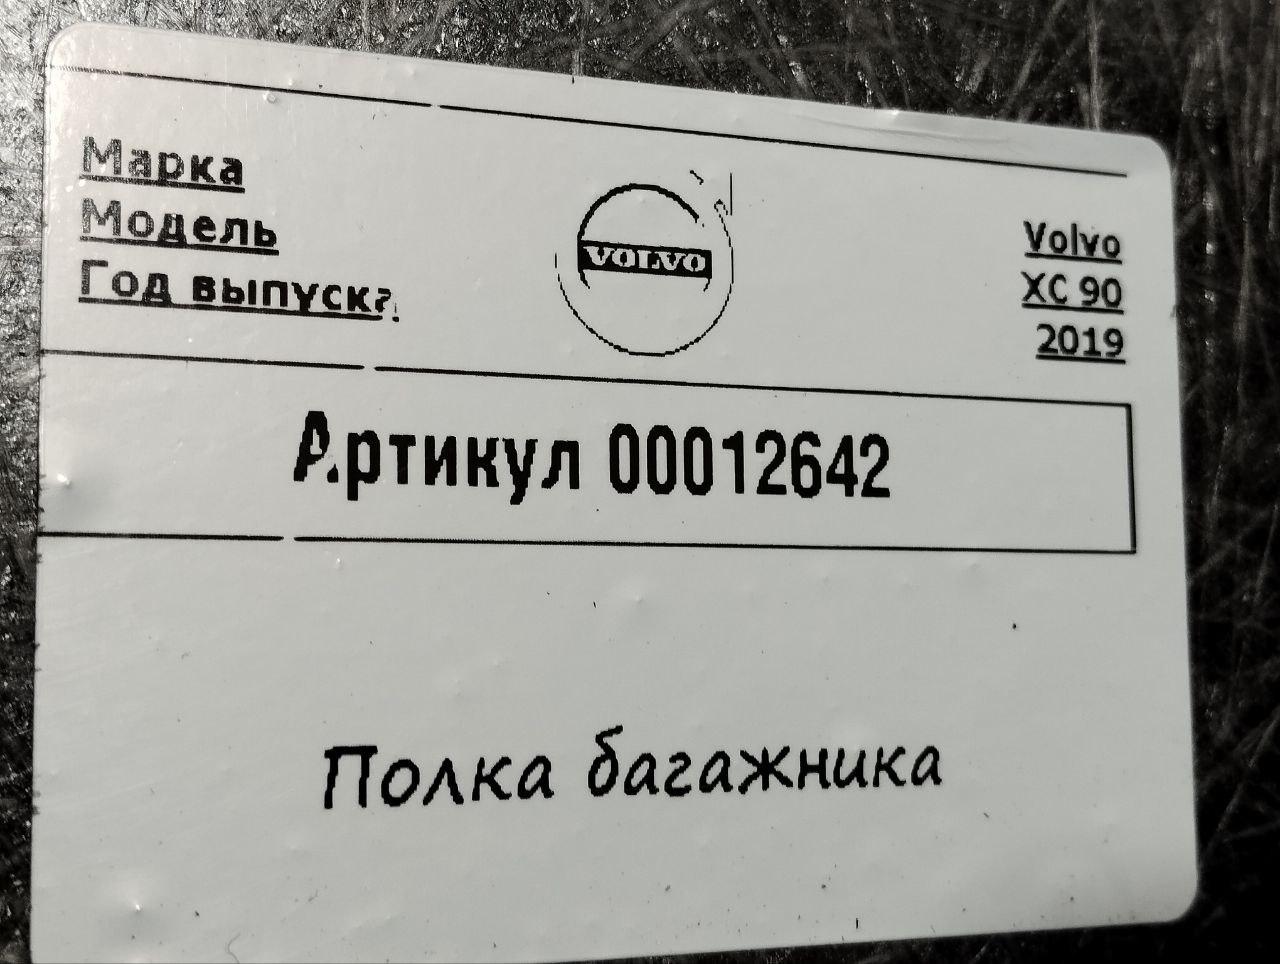 Марка
Модель
Год выпуска
VOLVO
Volvo
XC 90
2019
Артикул 00012642
Полка багажника